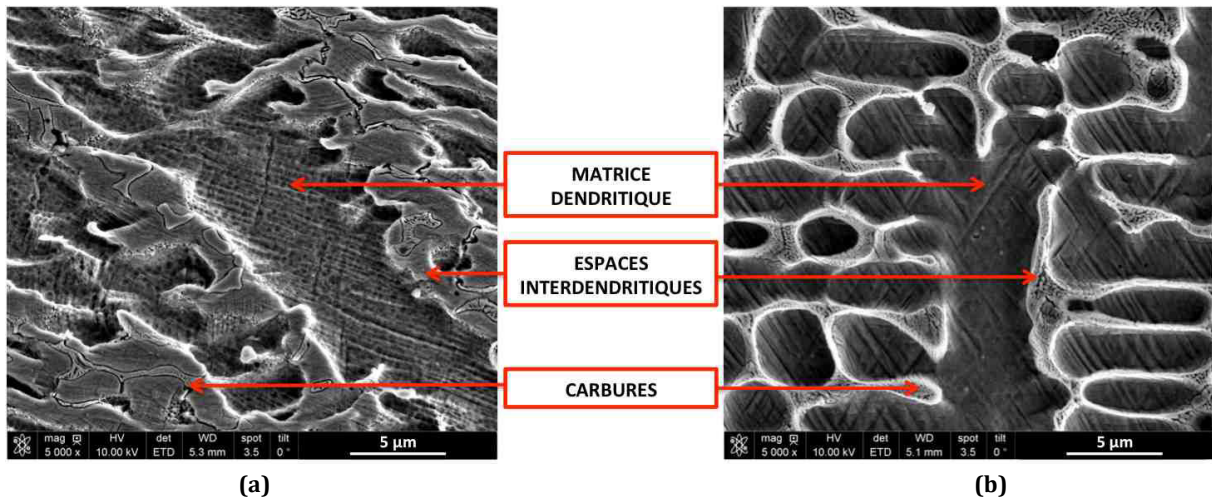 MATRICE
DENDRITIQUE
ESPACES
INTERDENDRITIQUES
CARBURES
mag HV det WD spot tilt
5 000 x 10.00 kV ETD 5.3 mm 3.5 0 °
5 µm
mag HV det WD spot tilt
5 000 x 10.00 kV ETD 5.1 mm 3.5 0 °
5 µm
(a)
(b)